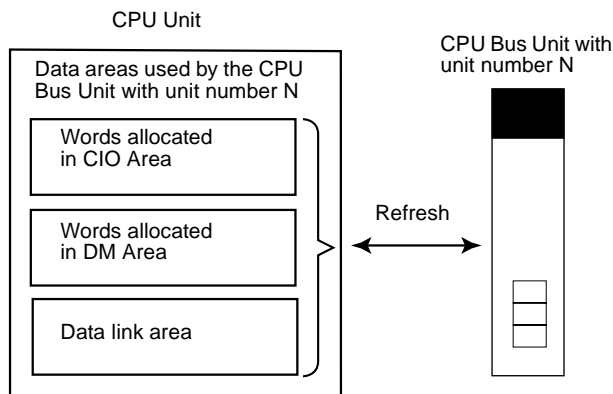 CPU Unit
Data areas used by the CPU
Bus Unit with unit number N
Words allocated
in CIO Area
Words allocated
in DM Area
Data link area
Refresh
CPU Bus Unit with
unit number N